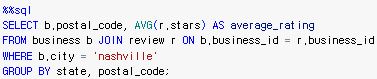 %%sql
SELECT b.postal_code, AVG(r.stars) AS average_rating
FROM business b JOIN review r ON b.business_id = r.business_id
WHERE b.city = 'nashville'
GROUP BY state, postal_code;